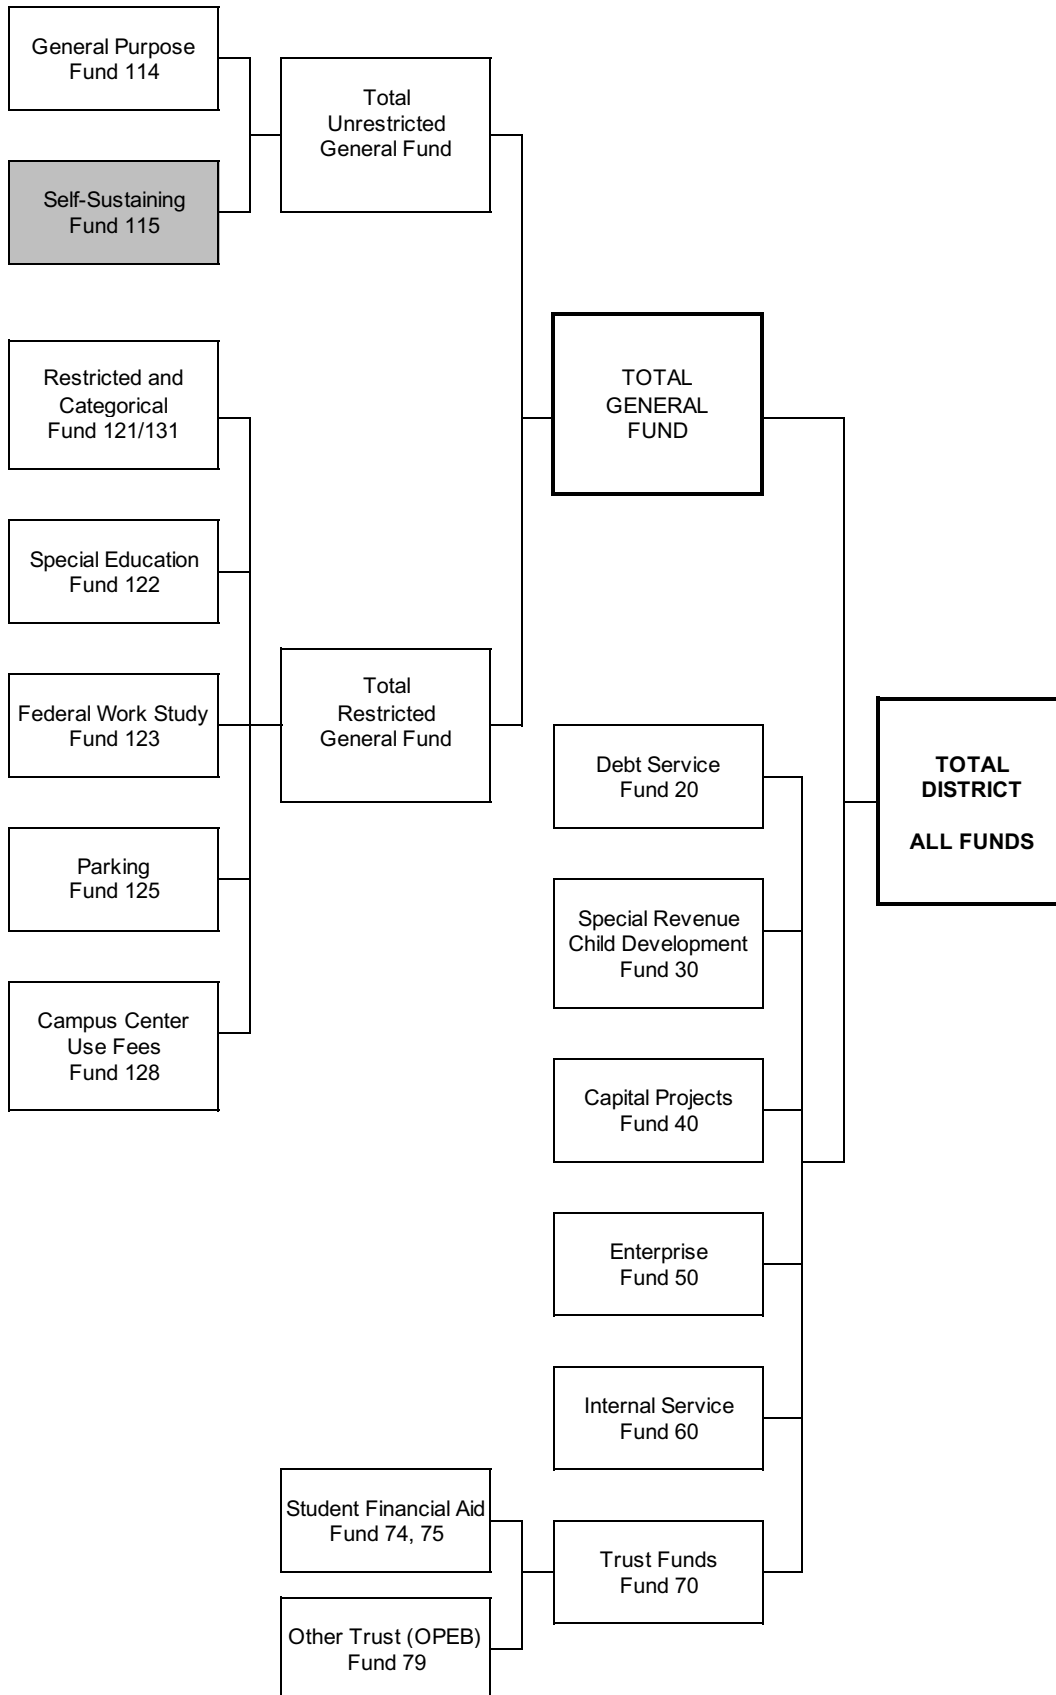 General Purpose
Fund 114
Total
Unrestricted
General Fund
Self-Sustaining
Fund 115
Restricted and
Categorical
Fund 121/131
TOTAL
GENERAL
FUND
Special Education
Fund 122
Total
Restricted
General Fund
Federal Work Study
Fund 123
Debt Service
Fund 20
TOTAL
DISTRICT
ALL FUNDS
Parking
Fund 125
Special Revenue
Child Development
Fund 30
Campus Center
Use Fees
Fund 128
Capital Projects
Fund 40
Enterprise
Fund 50
Internal Service
Fund 60
Student Financial Aid
Fund 74, 75
Trust Funds
Fund 70
Other Trust (OPEB)
Fund 79